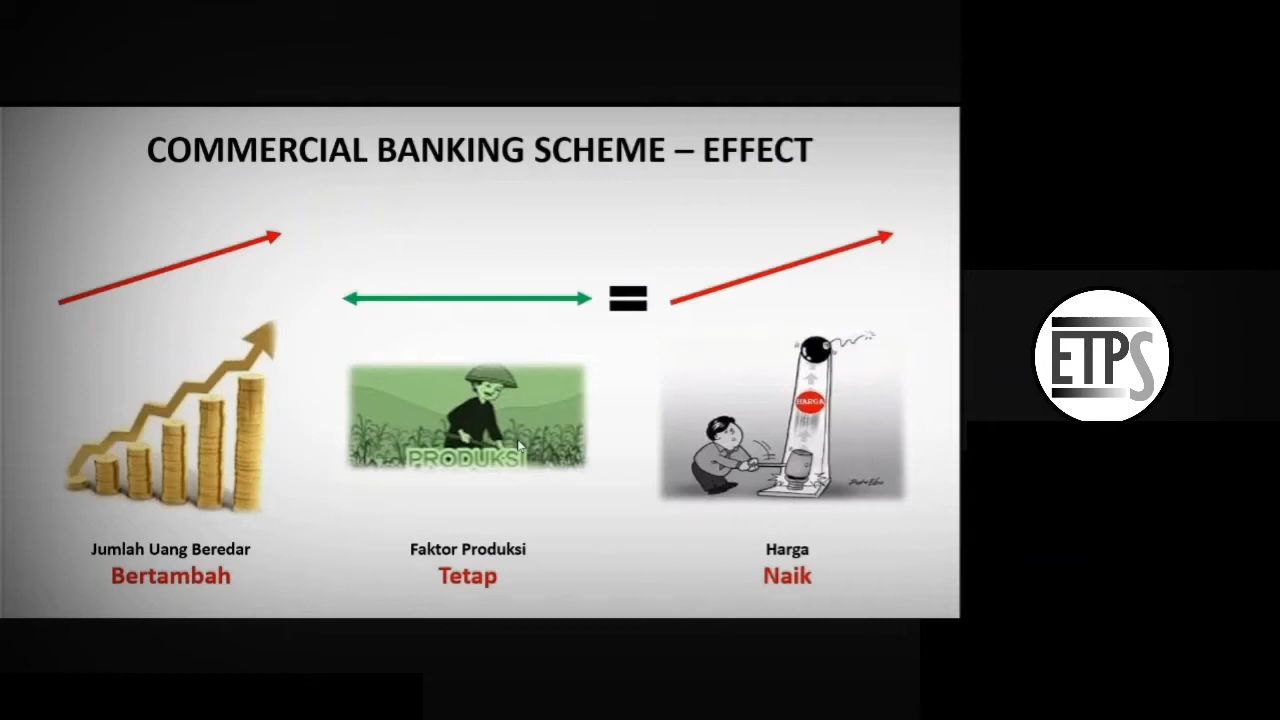 COMMERCIAL BANKING SCHEME – EFFECT
HARGA
PRODUKSI
Jumlah Uang Beredar
Bertambah
Faktor Produksi
Tetap
Harga
Naik
ETPS